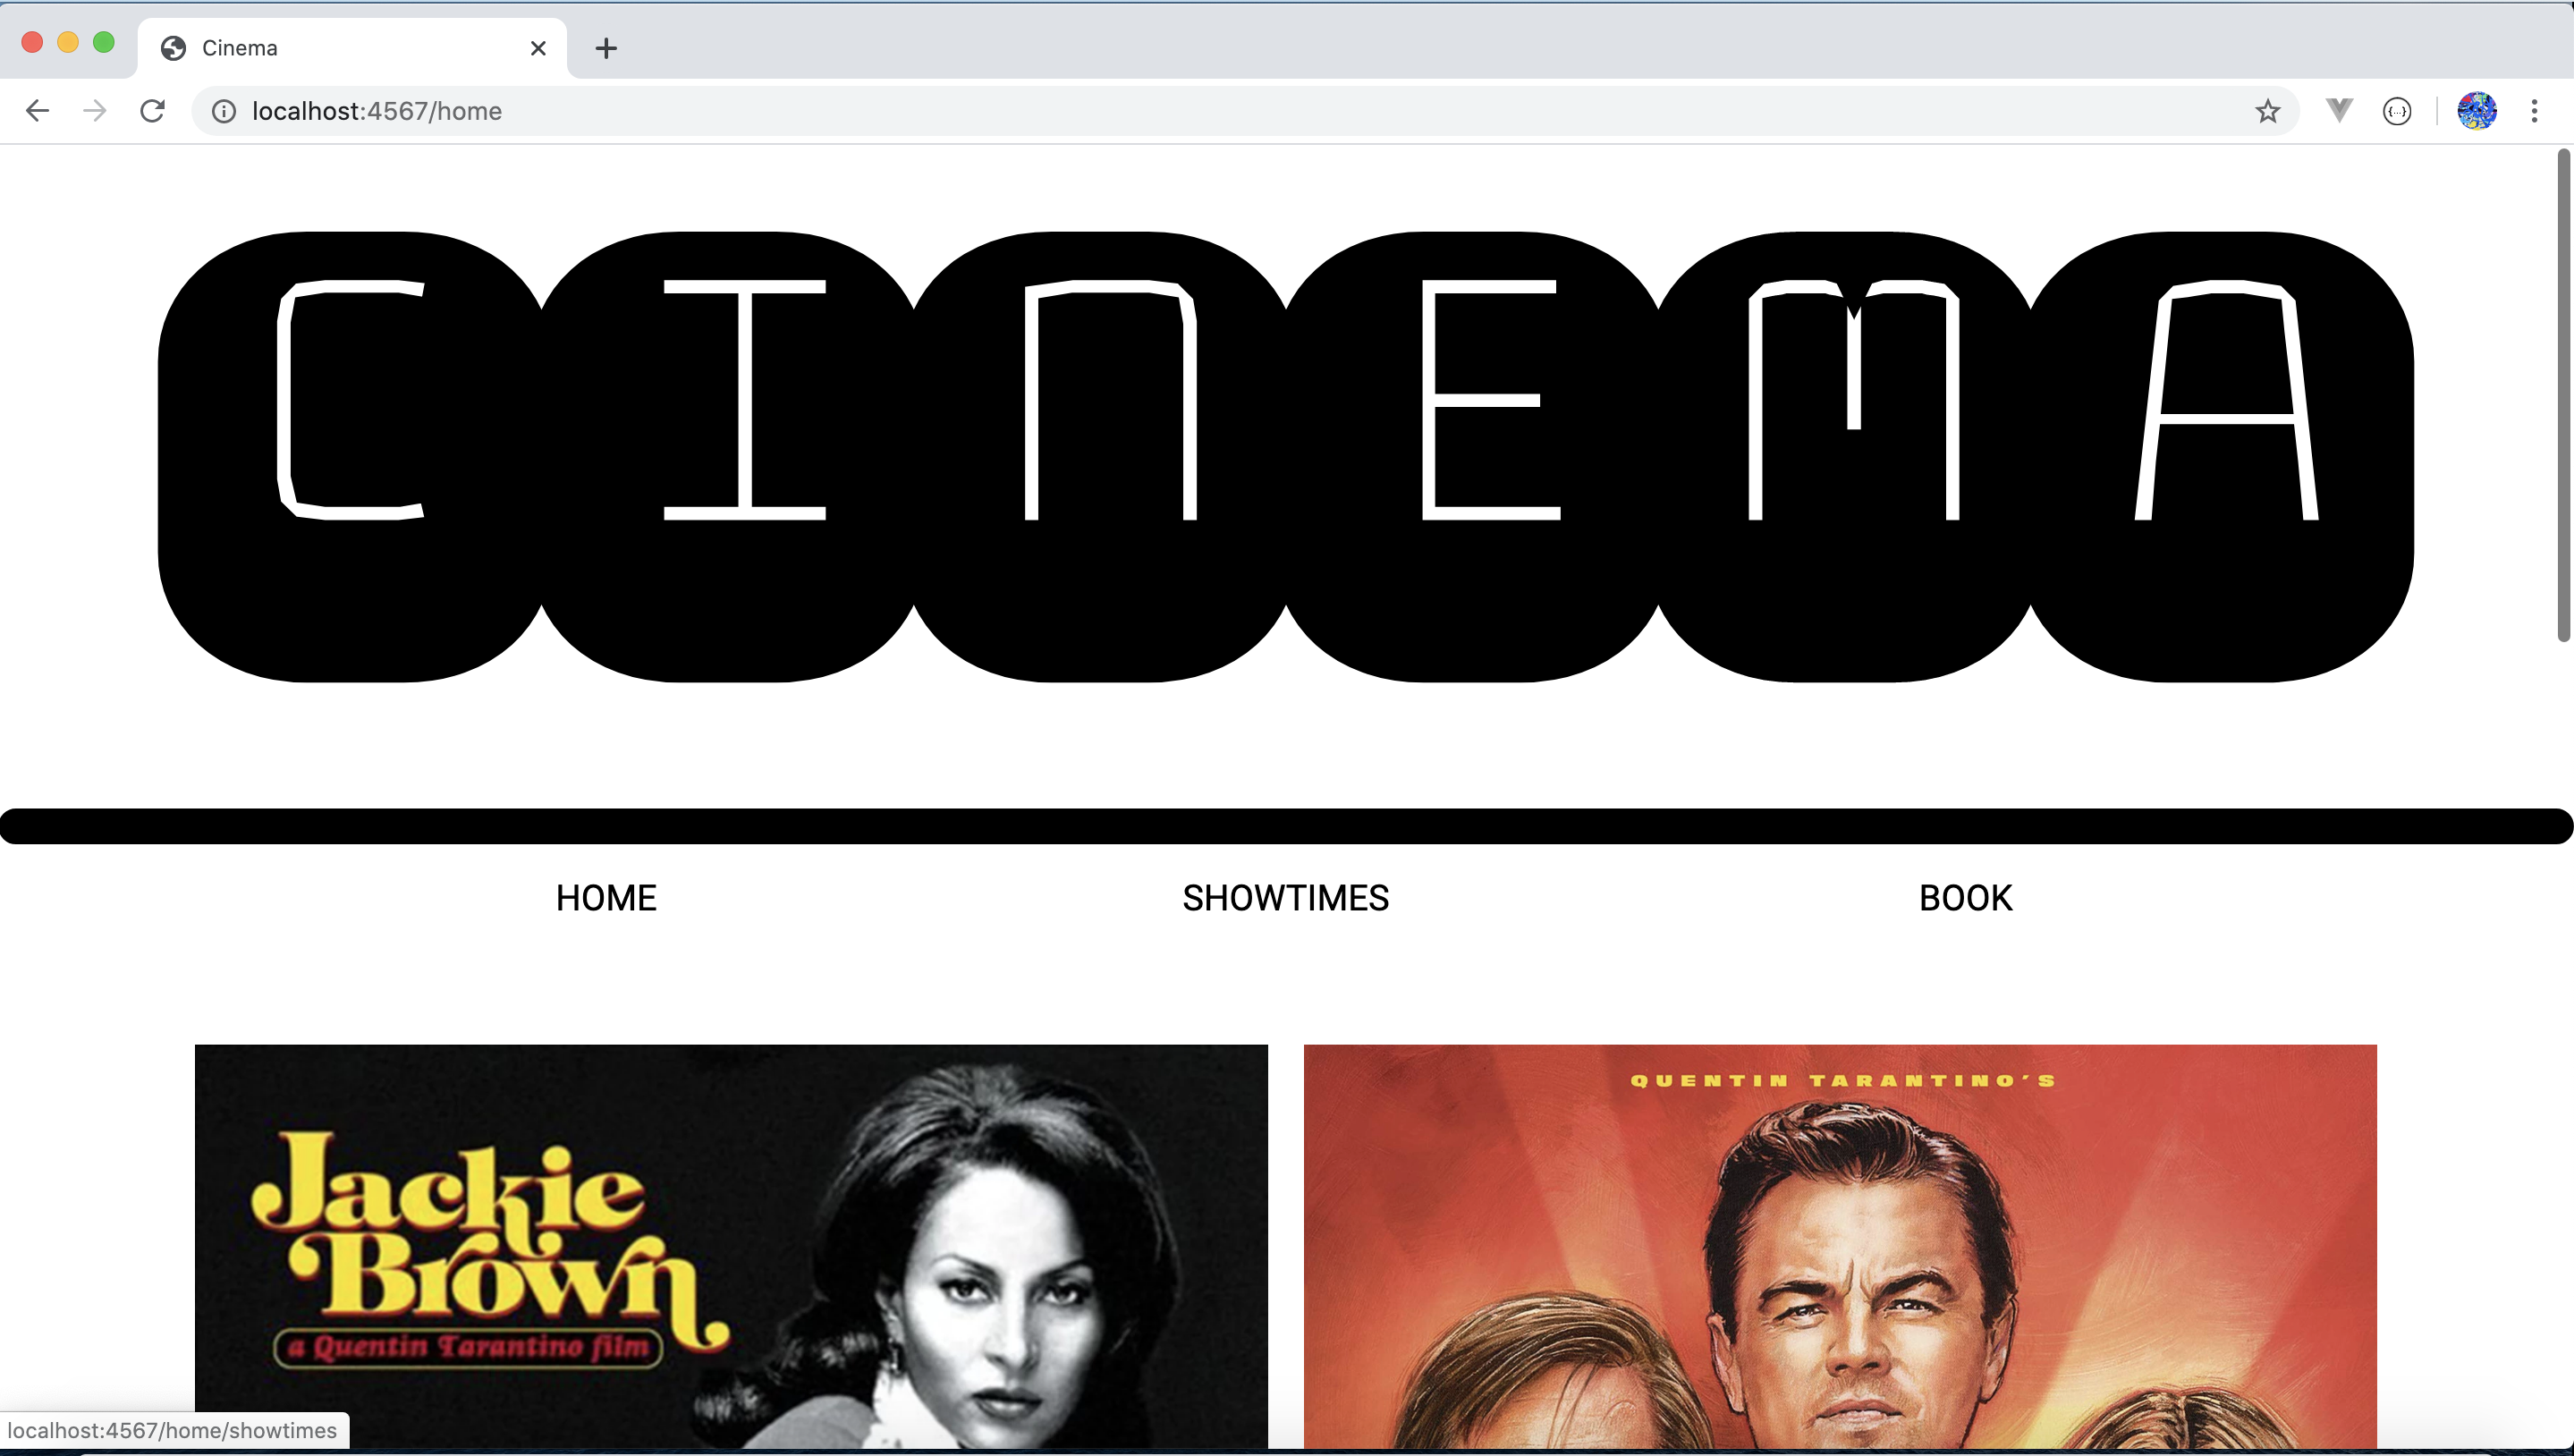 Cinema
localhost:4567/home
CINEMA
HOME
SHOWTIMES
BOOK
Jackie
Brown
a Quentin Tarantino film
QUENTIN TARANTINO'S
localhost:4567/home/showtimes